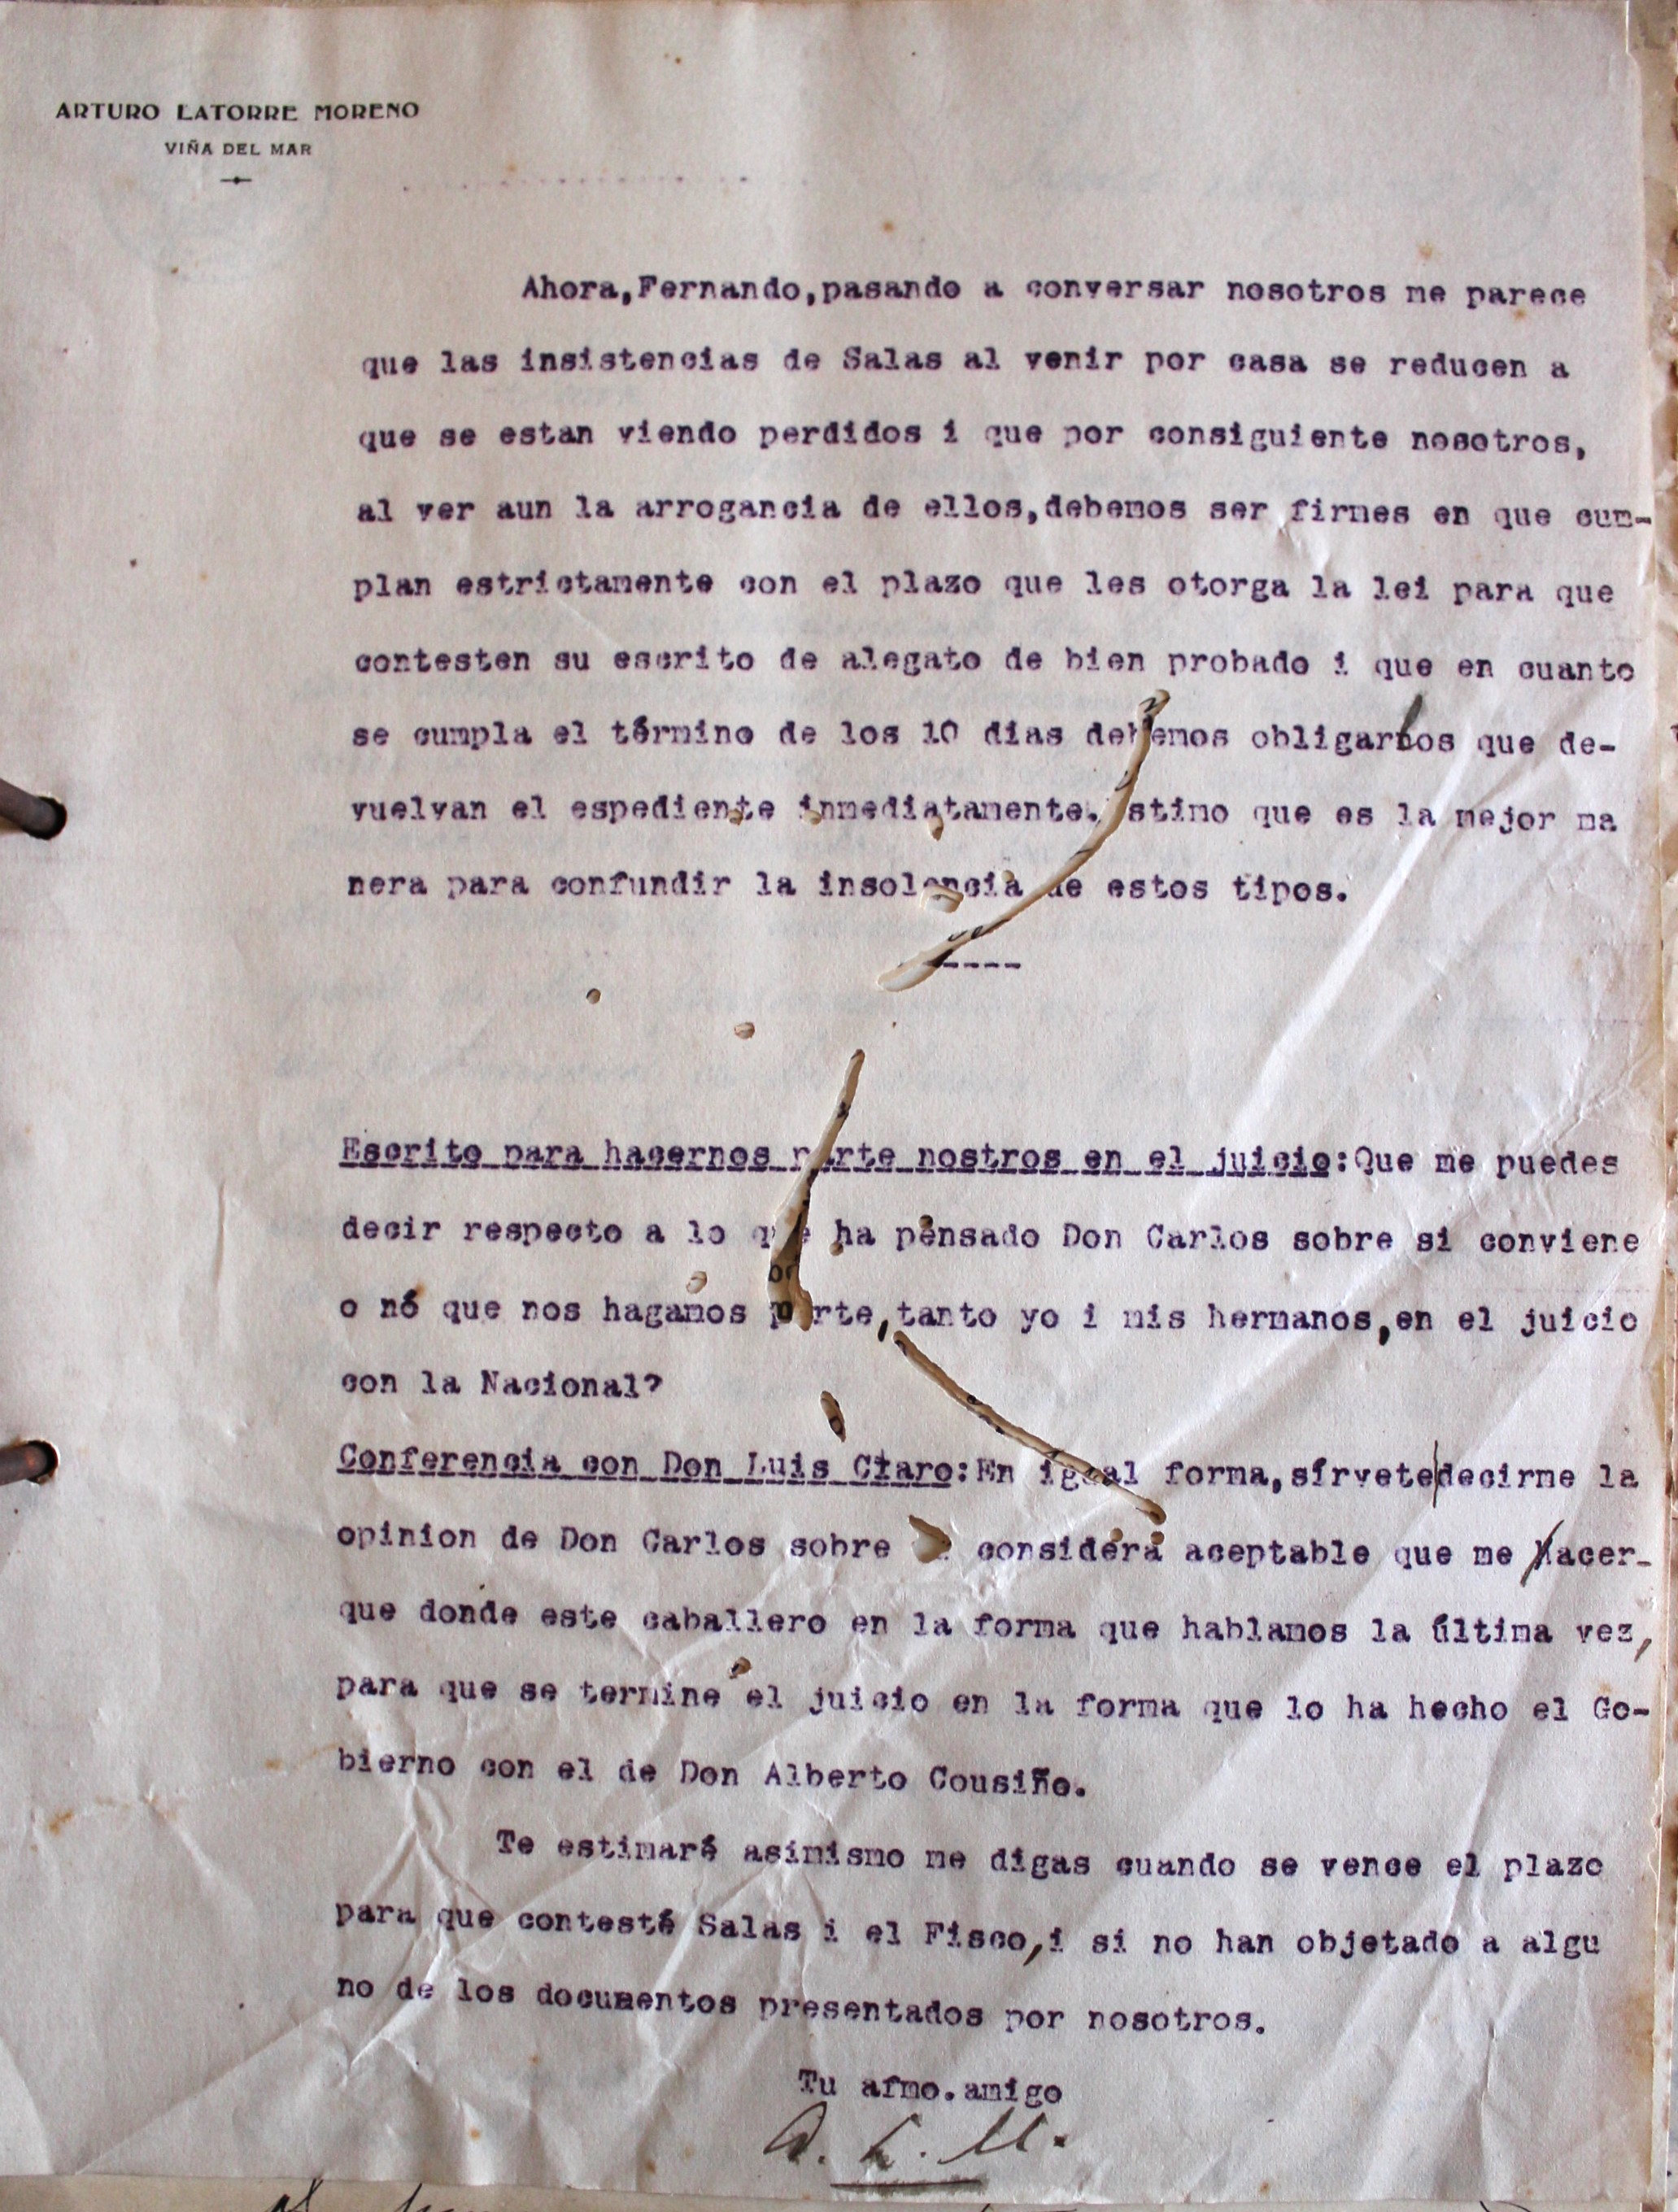 ARTURO LATORRE MORENO
VIÑA DEL MAR
Ahora,Fernando,pasando a conversar nosotros me parece
que las insistencias de Salas al venir por casa se reducen a
que se estan viendo perdidos i que por consiguiente nosotros,
al ver aun la arrogancia de ellos,debemos ser firmes en que cum-
plan estrictamente con el plazo que les otorga la lei para que
contesten su escrito de alegato de bien probado i que en cuanto
se cumpla el término de los 10 dias debemos obligarlos que de-
vuelvan el espediente inmediatamente. Estimo que es la mejor ma
nera para confundir la insolencia de estos tipos.
-----
Escrito para hacernos parte nostros en el juicio:Que me puedes
decir respecto a lo que ha pensado Don Carlos sobre si conviene
o nó que nos hagamos parte,tanto yo i mis hermanos,en el juicio
con la Nacional?
Conferencia con Don Luis Claro:En igual forma,sírvete decirme la
opinion de Don Carlos sobre considera aceptable que me acer-
que donde este caballero en la forma que hablamos la última vez,
para que se termine el juicio en la forma que lo ha hecho el Go-
bierno con el de Don Alberto Cousiño.
Te estimaré asímismo me digas cuando se vence el plazo
para que contesté Salas i el Fisco,i si no han objetado a algu
no de los documentos presentados por nosotros.
Tu afmo.amigo
A. L. M.